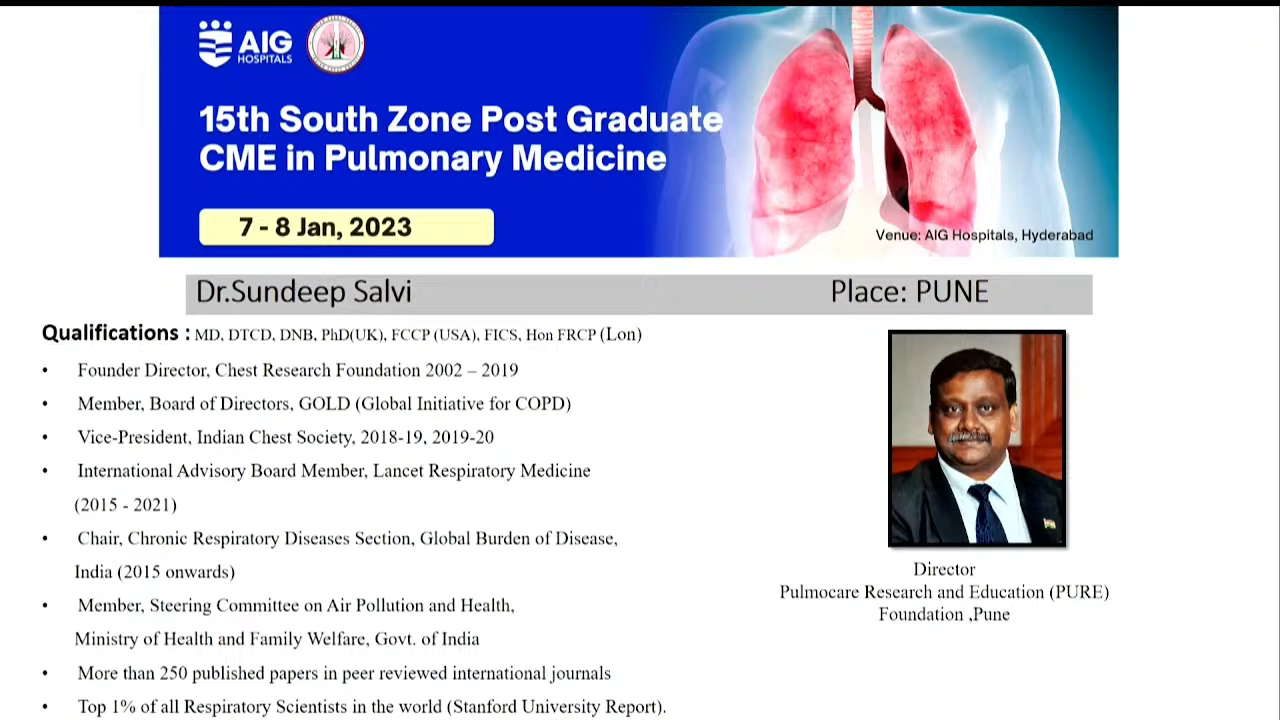 AIG
HOSPITALS
15th South Zone Post Graduate
CME in Pulmonary Medicine
7 - 8 Jan, 2023
Venue: AIG Hospitals, Hyderabad
Dr.Sundeep Salvi Place: PUNE
Qualifications : MD, DTCD, DNB, PhD(UK), FCCP (USA), FICS, Hon FRCP (Lon)
• Founder Director, Chest Research Foundation 2002 – 2019
• Member, Board of Directors, GOLD (Global Initiative for COPD)
• Vice-President, Indian Chest Society, 2018-19, 2019-20
• International Advisory Board Member, Lancet Respiratory Medicine
(2015 - 2021)
• Chair, Chronic Respiratory Diseases Section, Global Burden of Disease,
India (2015 onwards)
• Member, Steering Committee on Air Pollution and Health,
Ministry of Health and Family Welfare, Govt. of India
• More than 250 published papers in peer reviewed international journals
• Top 1% of all Respiratory Scientists in the world (Stanford University Report).
Director
Pulmocare Research and Education (PURE)
Foundation ,Pune